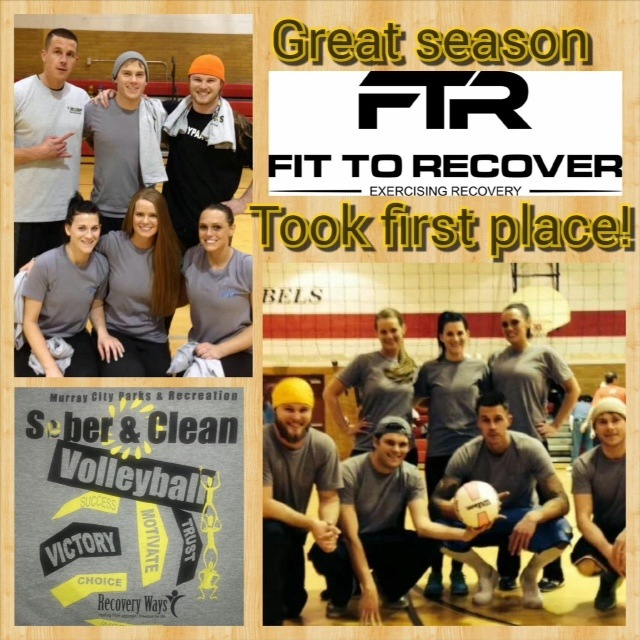 Great season
FTR
FIT TO RECOVER
EXERCISING RECOVERY
Took first place!
BELS
Murray City Parks & Recreation
Sober & Clean
Volleyball
SUCCESS
VICTORY
MOTIVATE
TRUST
CHOICE
Recovery Ways